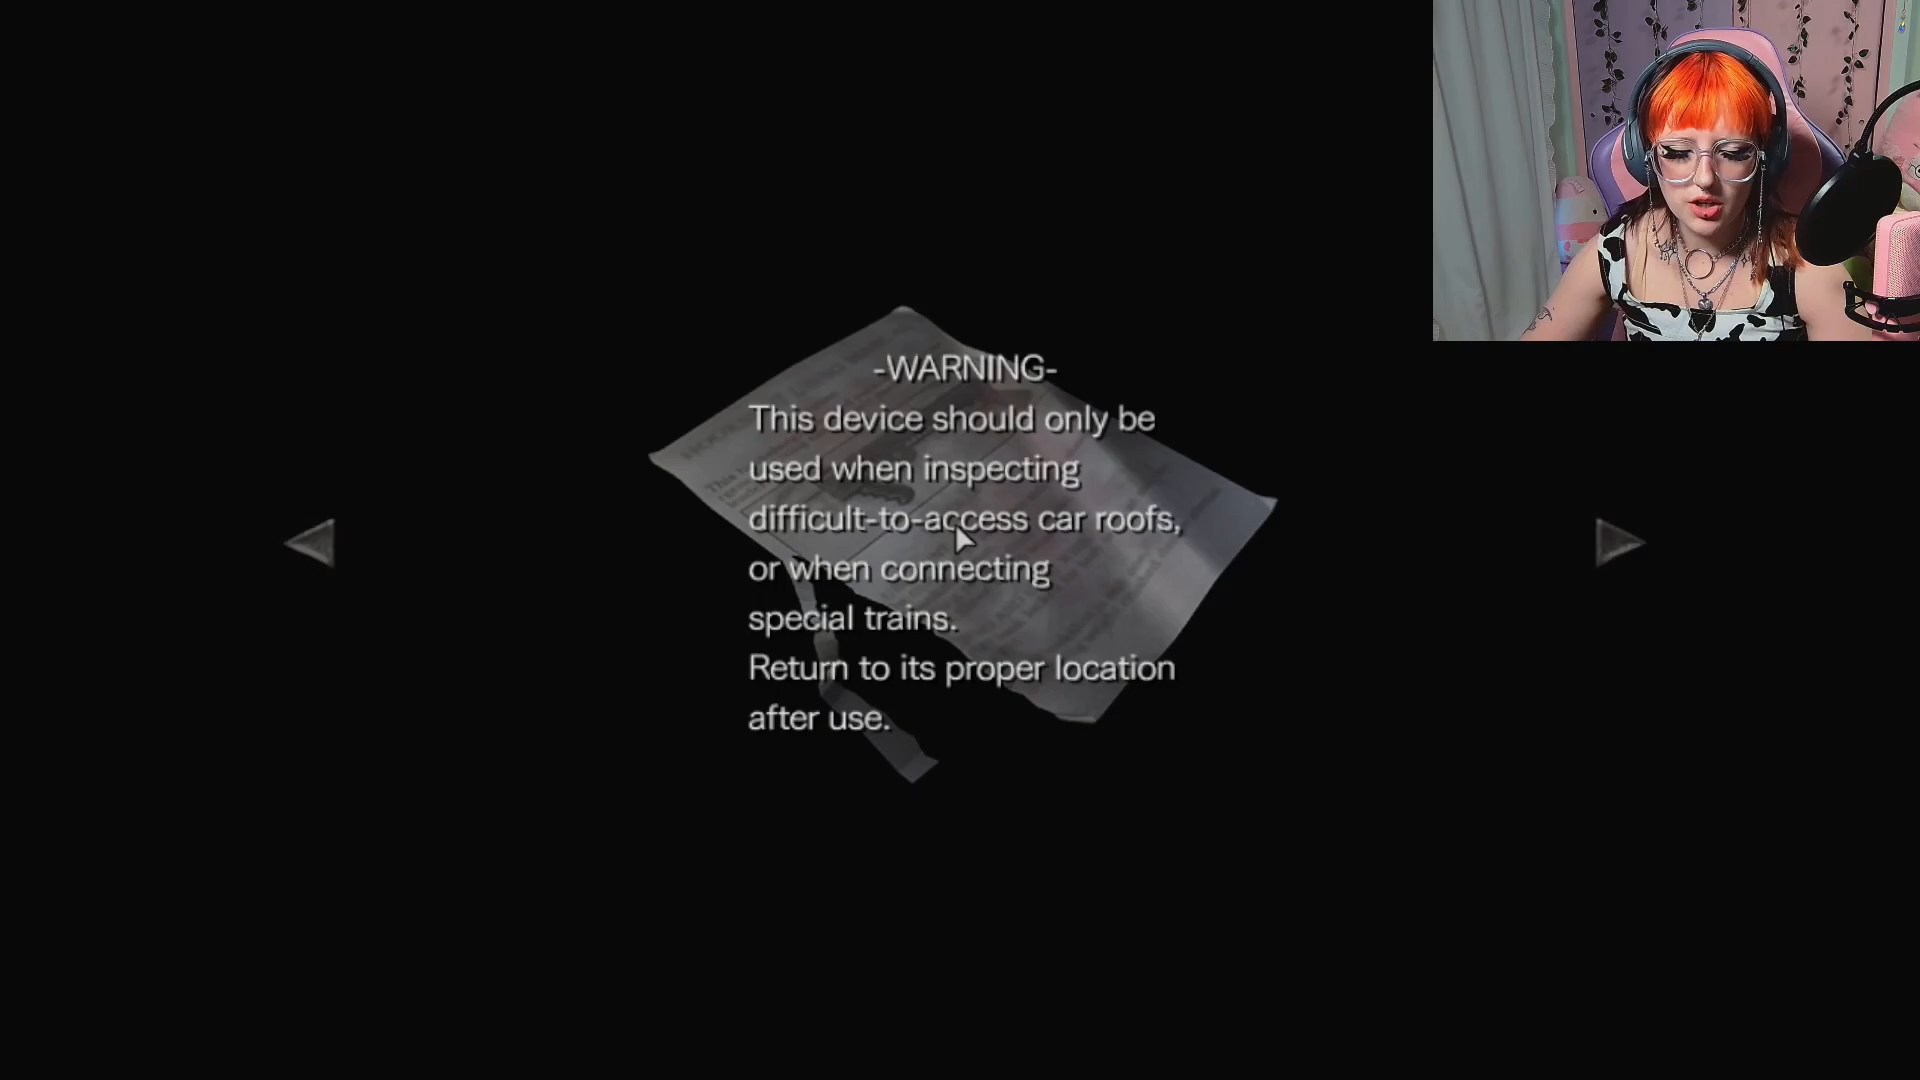 -WARNING-
This device should only be
used when inspecting
difficult-to-access car roofs,
or when connecting
special trains.
Return to its proper location
after use.